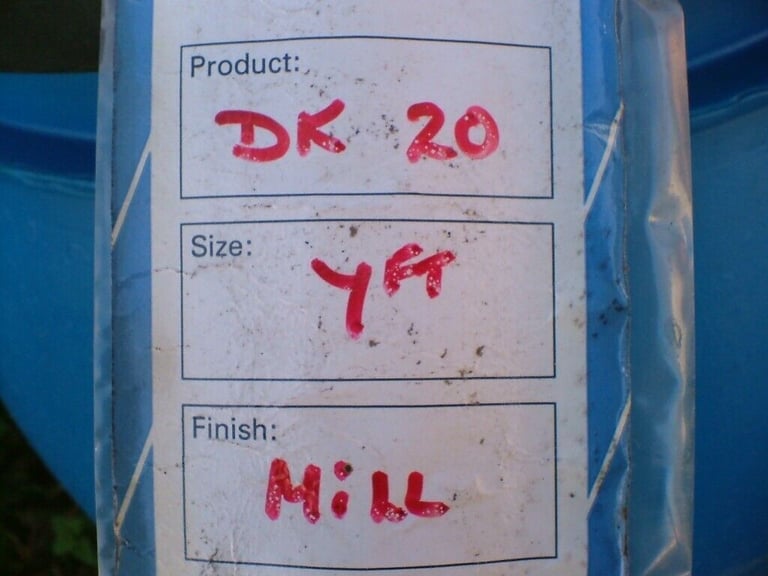 Product:
DK 20
Size:
4FT
Finish:
MiLL